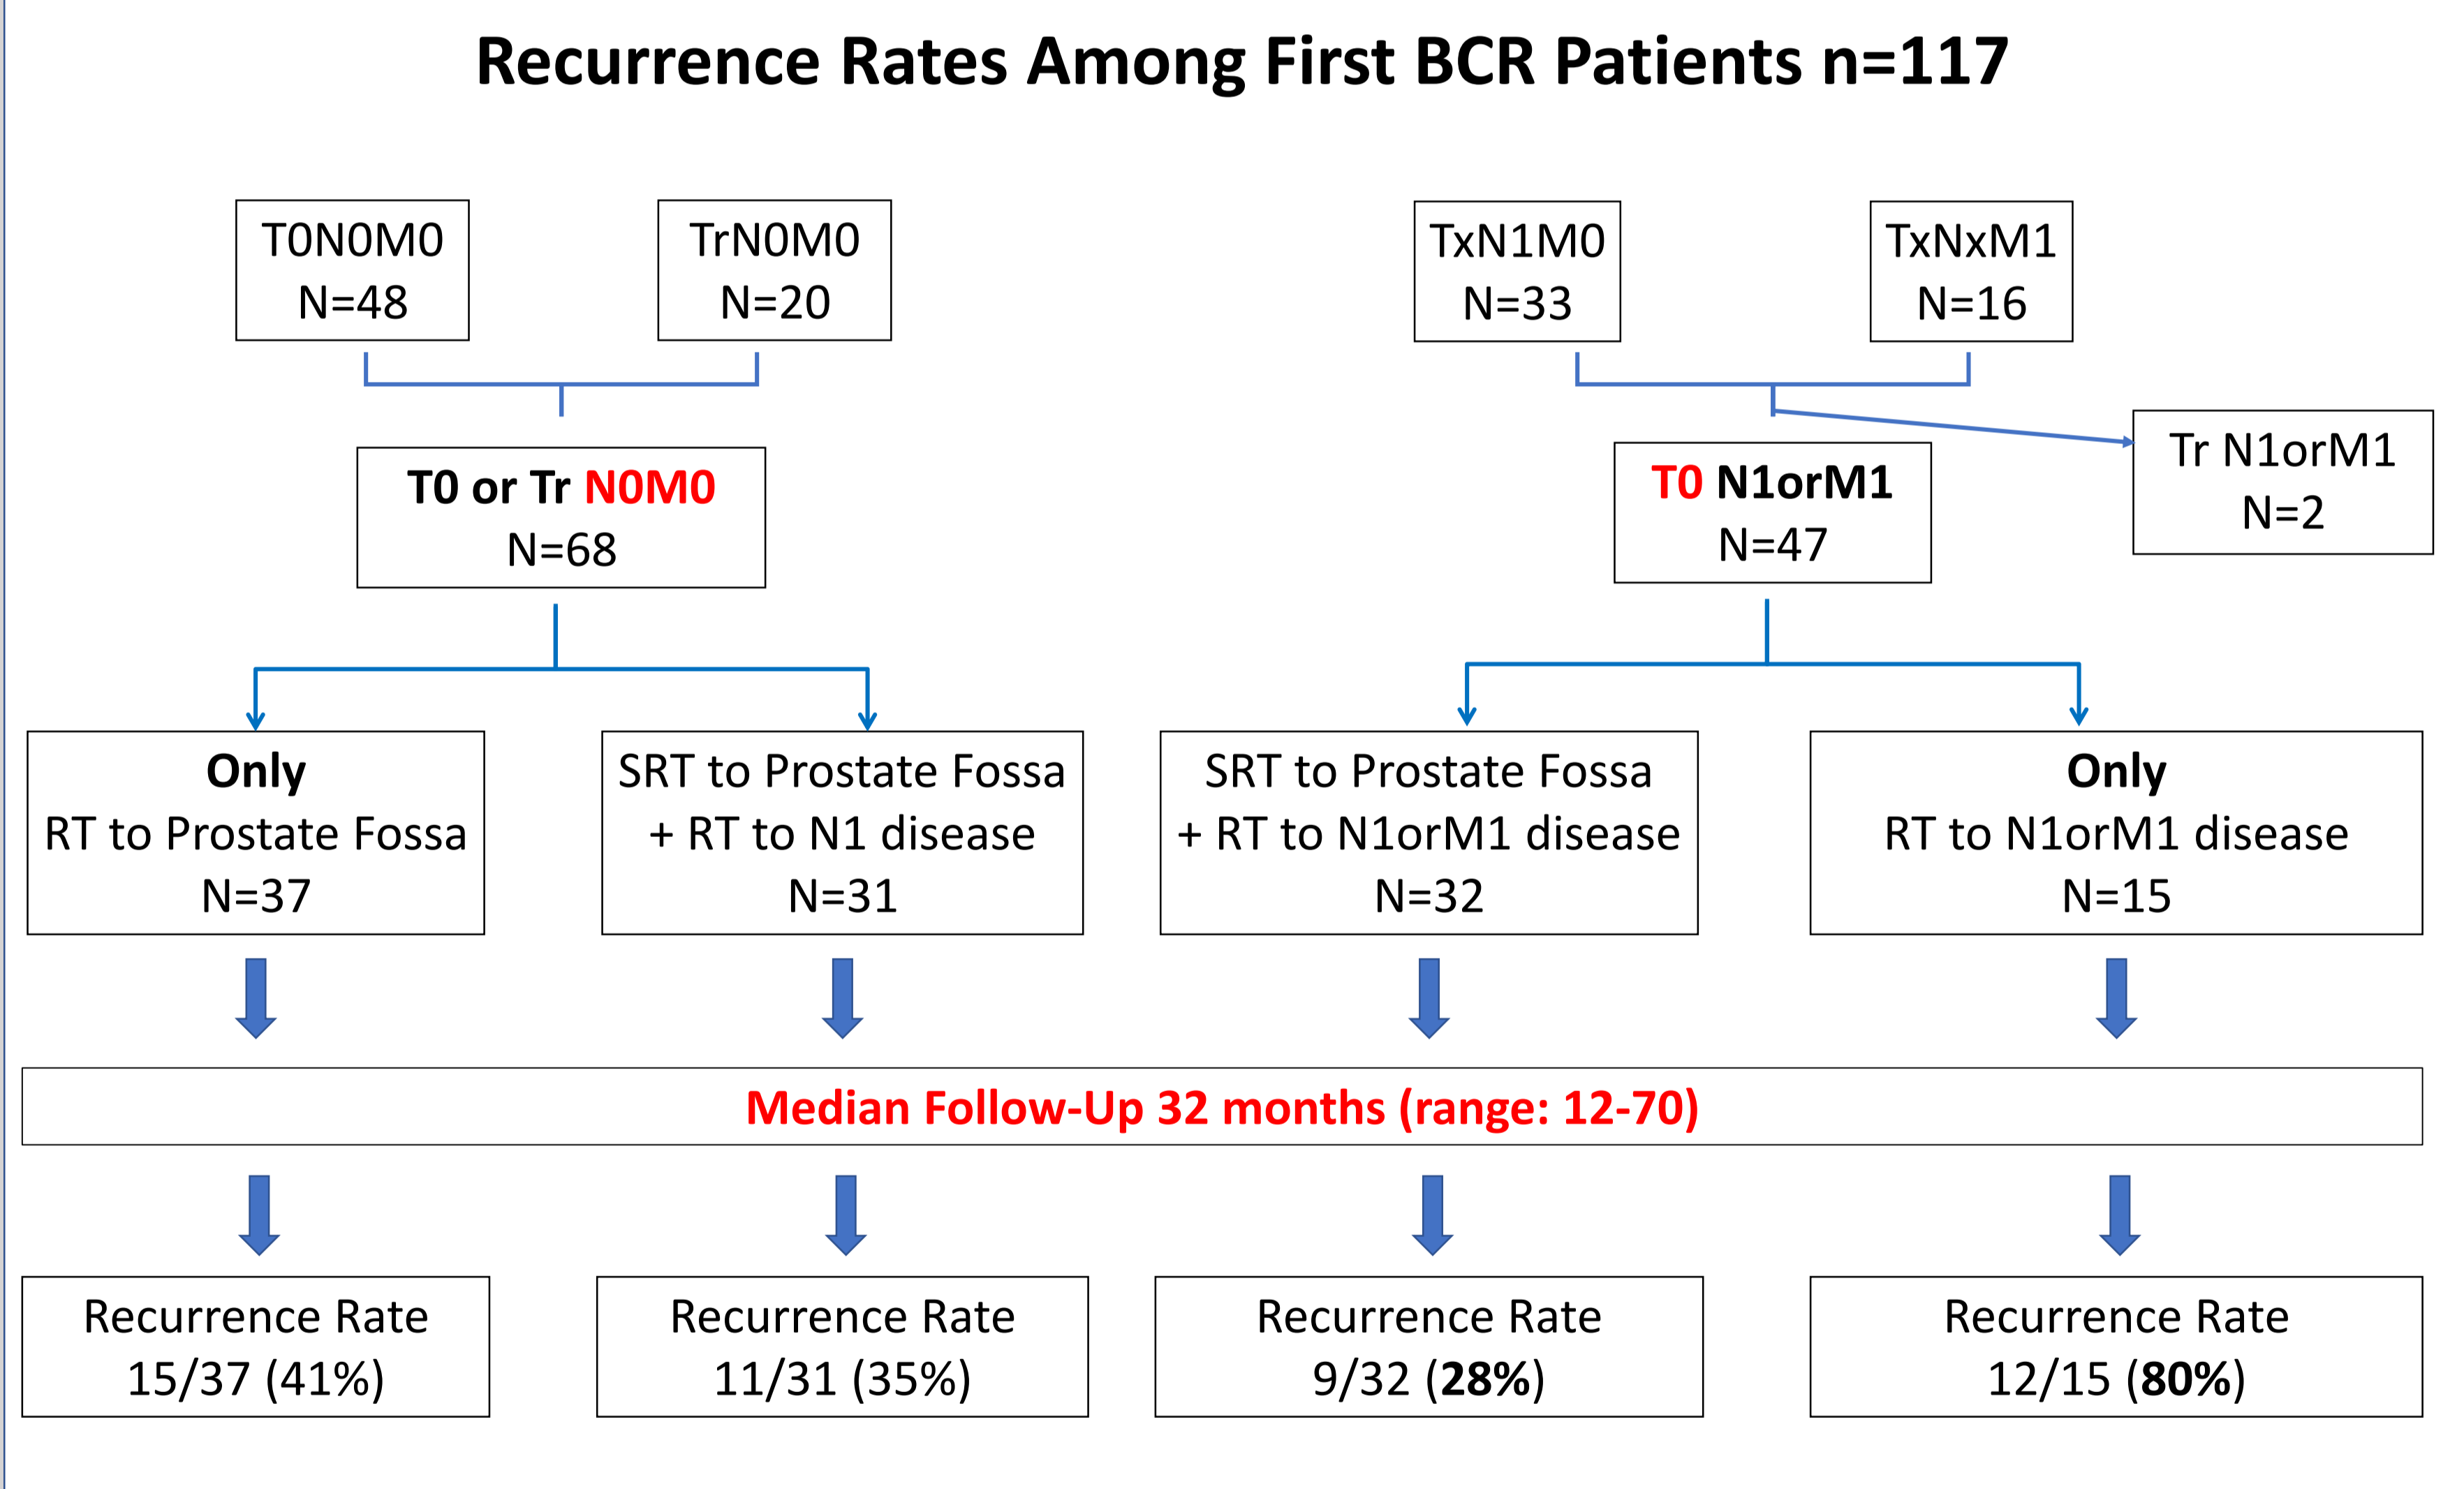 Recurrence Rates Among First BCR Patients n=117
T0N0M0
N=48
TrN0M0
N=20
TxN1M0
N=33
TxNxM1
N=16
T0 or Tr N0M0
N=68
T0 N1orM1
N=47
Tr N1orM1
N=2
Only
RT to Prostate Fossa
N=37
SRT to Prostate Fossa
+ RT to N1 disease
N=31
SRT to Prostate Fossa
+ RT to N1orM1 disease
N=32
Only
RT to N1orM1 disease
N=15
Median Follow-Up 32 months (range: 12-70)
Recurrence Rate
15/37 (41%)
Recurrence Rate
11/31 (35%)
Recurrence Rate
9/32 (28%)
Recurrence Rate
12/15 (80%)